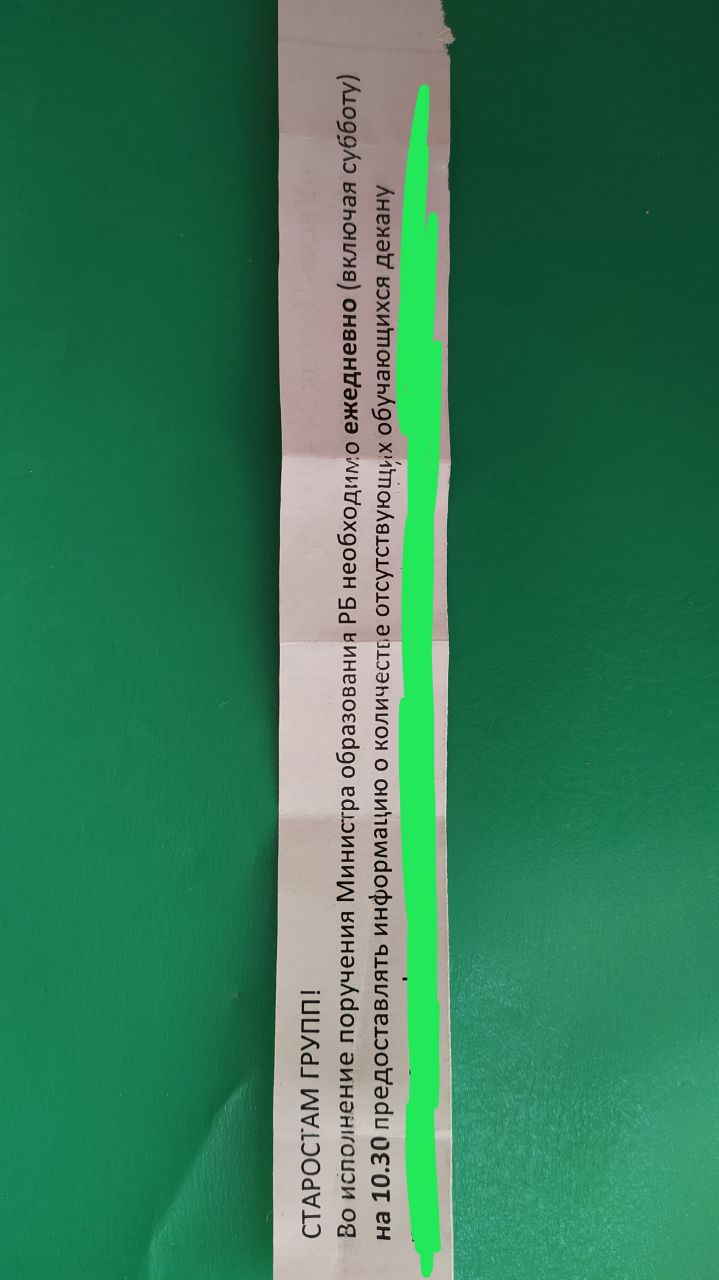 СТАРОСТАМ ГРУПП!
Во исполнение поручения Министра образования РБ необходимо ежедневно (включая субботу)
на 10.30 предоставлять информацию о количестве отсутствующих обучающихся декану